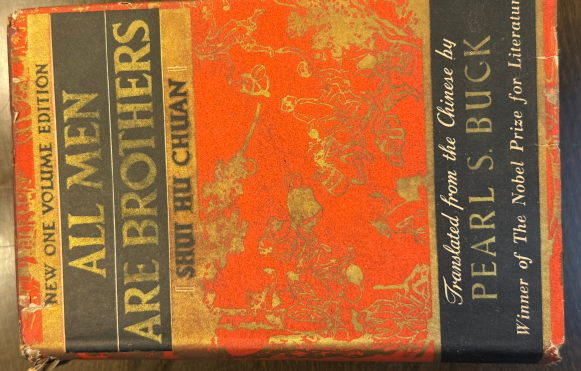 NEW ONE VOLUME EDITION
ALL MEN
ARE BROTHERS
SHUI HU CHUAN
Translated from the Chinese by
PEARL S. BUCK
Winner of The Nobel Prize for Literature